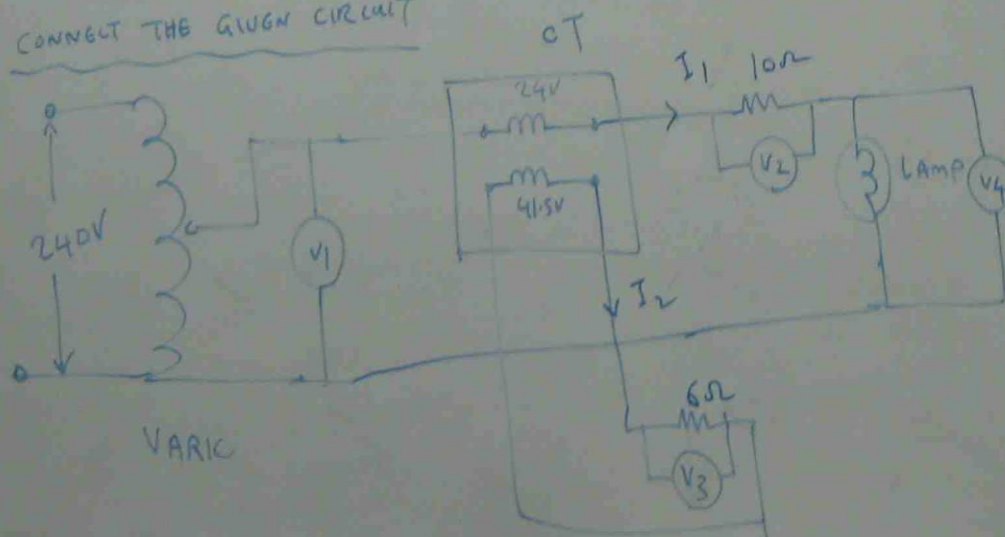 CONNECT THE GIVEN CIRCUIT
CT
I1 10Ω
24V
V2
LAMP
V4
41.5V
240V
V1
I2
6Ω
V3
VARIC